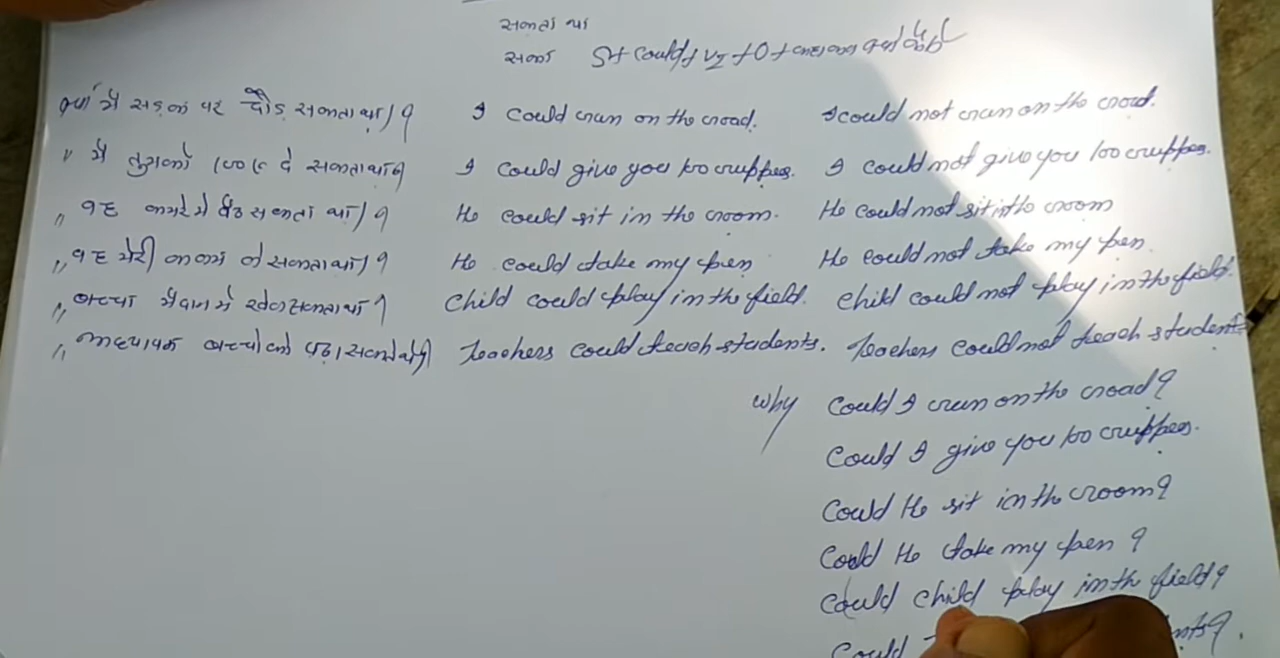 सकता था
सका S+ could + V1 + O +
क्या मैं सड़क पर दौड़ सकता था/? I could run on the road. I could not run on the road.
" मैं तुमको 100 रु दे सकता था? I could give you 100 ruppees. I could not give you 100 ruppees.
" वह कमरे में बैठ सकता था/? He could sit in the room. He could not sit in the room
" वह मेरी कलम ले सकता था/? He could take my pen He could not take my pen.
" बच्चा मैदान में खेल सकता था? Child could play in the field. Child could not play in the field.
" अध्यापक बच्चों को पढ़ा सकते थे? Teachers could teach students. Teachers could not teach students
Why Could I run on the road?
Could I give you 100 ruppees.
Could He sit in the room?
Could He take my pen ?
Could child play in the field?
Could